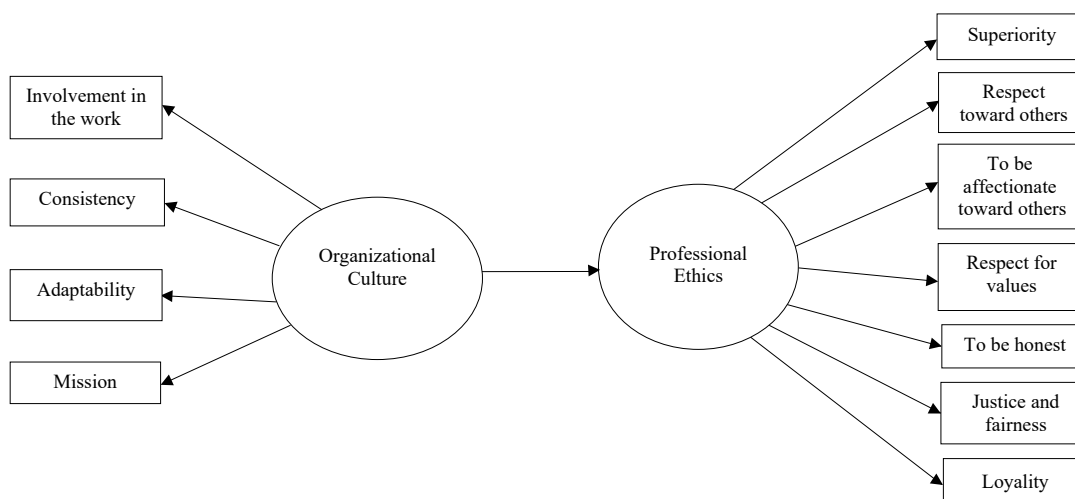 Involvement in
the work
Consistency
Adaptability
Mission
Organizational
Culture
Professional
Ethics
Superiority
Respect
toward others
To be
affectionate
toward others
Respect for
values
To be honest
Justice and
fairness
Loyality